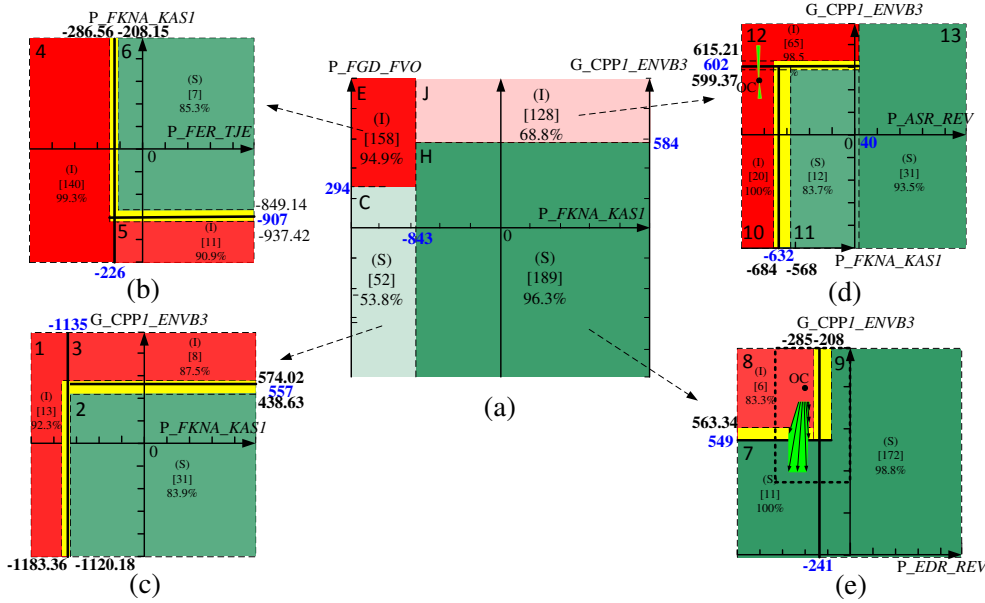 P_FKNA_KAS1
-286.56 -208.15
4
6
(S)
[7]
85.3%
P_FER_TJE
0
(I)
[140]
99.3%
-849.14
-907
-937.42
5
(I)
[11]
90.9%
-226
(b)
P_FGD_FVO
G_CPP1_ENVB3
E
J
(I)
[158]
94.9%
(I)
[128]
68.8%
584
H
294
C
P_FKNA_KAS1
-843
0
(S)
[52]
53.8%
(S)
[189]
96.3%
(a)
G_CPP1_ENVB3
12
13
615.21
602
599.37
(I)
[65]
98.5
%
OC
P_ASR_REV
0
40
(I)
[20]
100%
(S)
[12]
83.7%
(S)
[31]
93.5%
10
11
-632
P_FKNA_KAS1
-684
-568
(d)
-1135
G_CPP1_ENVB3
1
3
(I)
[8]
87.5%
574.02
557
438.63
(I)
[13]
92.3%
2
P_FKNA_KAS1
0
(S)
[31]
83.9%
-1183.36
-1120.18
(c)
G_CPP1_ENVB3
-285-208
8
9
(I)
[6]
83.3%
OC
563.34
549
7
(S)
[172]
98.8%
(S)
[11]
100%
-241
P_EDR_REV
(e)